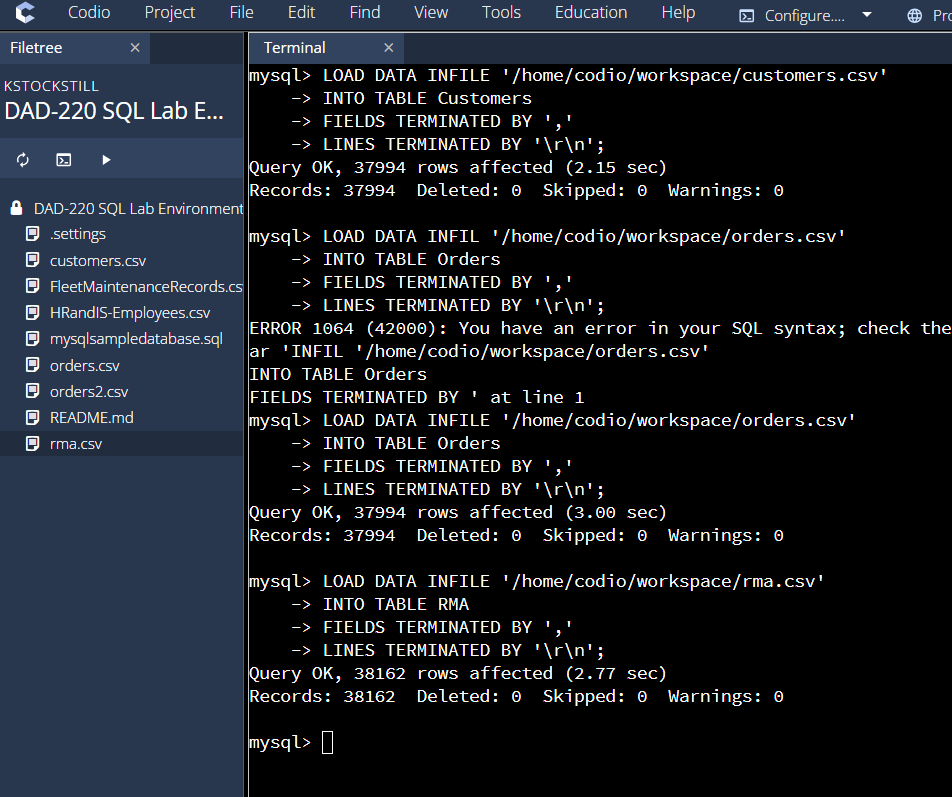 Codio Project File Edit Find View Tools Education Help Configure.... Pro
Filetree ×
KSTOCKSTILL
DAD-220 SQL Lab E...
DAD-220 SQL Lab Environment
.settings
customers.csv
FleetMaintenanceRecords.cs
HRandIS-Employees.csv
mysqlsampledatabase.sql
orders.csv
orders2.csv
README.md
rma.csv
Terminal ×
mysql> LOAD DATA INFILE '/home/codio/workspace/customers.csv'
-> INTO TABLE Customers
-> FIELDS TERMINATED BY ','
-> LINES TERMINATED BY '\r\n';
Query OK, 37994 rows affected (2.15 sec)
Records: 37994 Deleted: 0 Skipped: 0 Warnings: 0
mysql> LOAD DATA INFIL '/home/codio/workspace/orders.csv'
-> INTO TABLE Orders
-> FIELDS TERMINATED BY ','
-> LINES TERMINATED BY '\r\n';
ERROR 1064 (42000): You have an error in your SQL syntax; check the
ar 'INFIL '/home/codio/workspace/orders.csv'
INTO TABLE Orders
FIELDS TERMINATED BY ' at line 1
mysql> LOAD DATA INFILE '/home/codio/workspace/orders.csv'
-> INTO TABLE Orders
-> FIELDS TERMINATED BY ','
-> LINES TERMINATED BY '\r\n';
Query OK, 37994 rows affected (3.00 sec)
Records: 37994 Deleted: 0 Skipped: 0 Warnings: 0
mysql> LOAD DATA INFILE '/home/codio/workspace/rma.csv'
-> INTO TABLE RMA
-> FIELDS TERMINATED BY ','
-> LINES TERMINATED BY '\r\n';
Query OK, 38162 rows affected (2.77 sec)
Records: 38162 Deleted: 0 Skipped: 0 Warnings: 0
mysql>